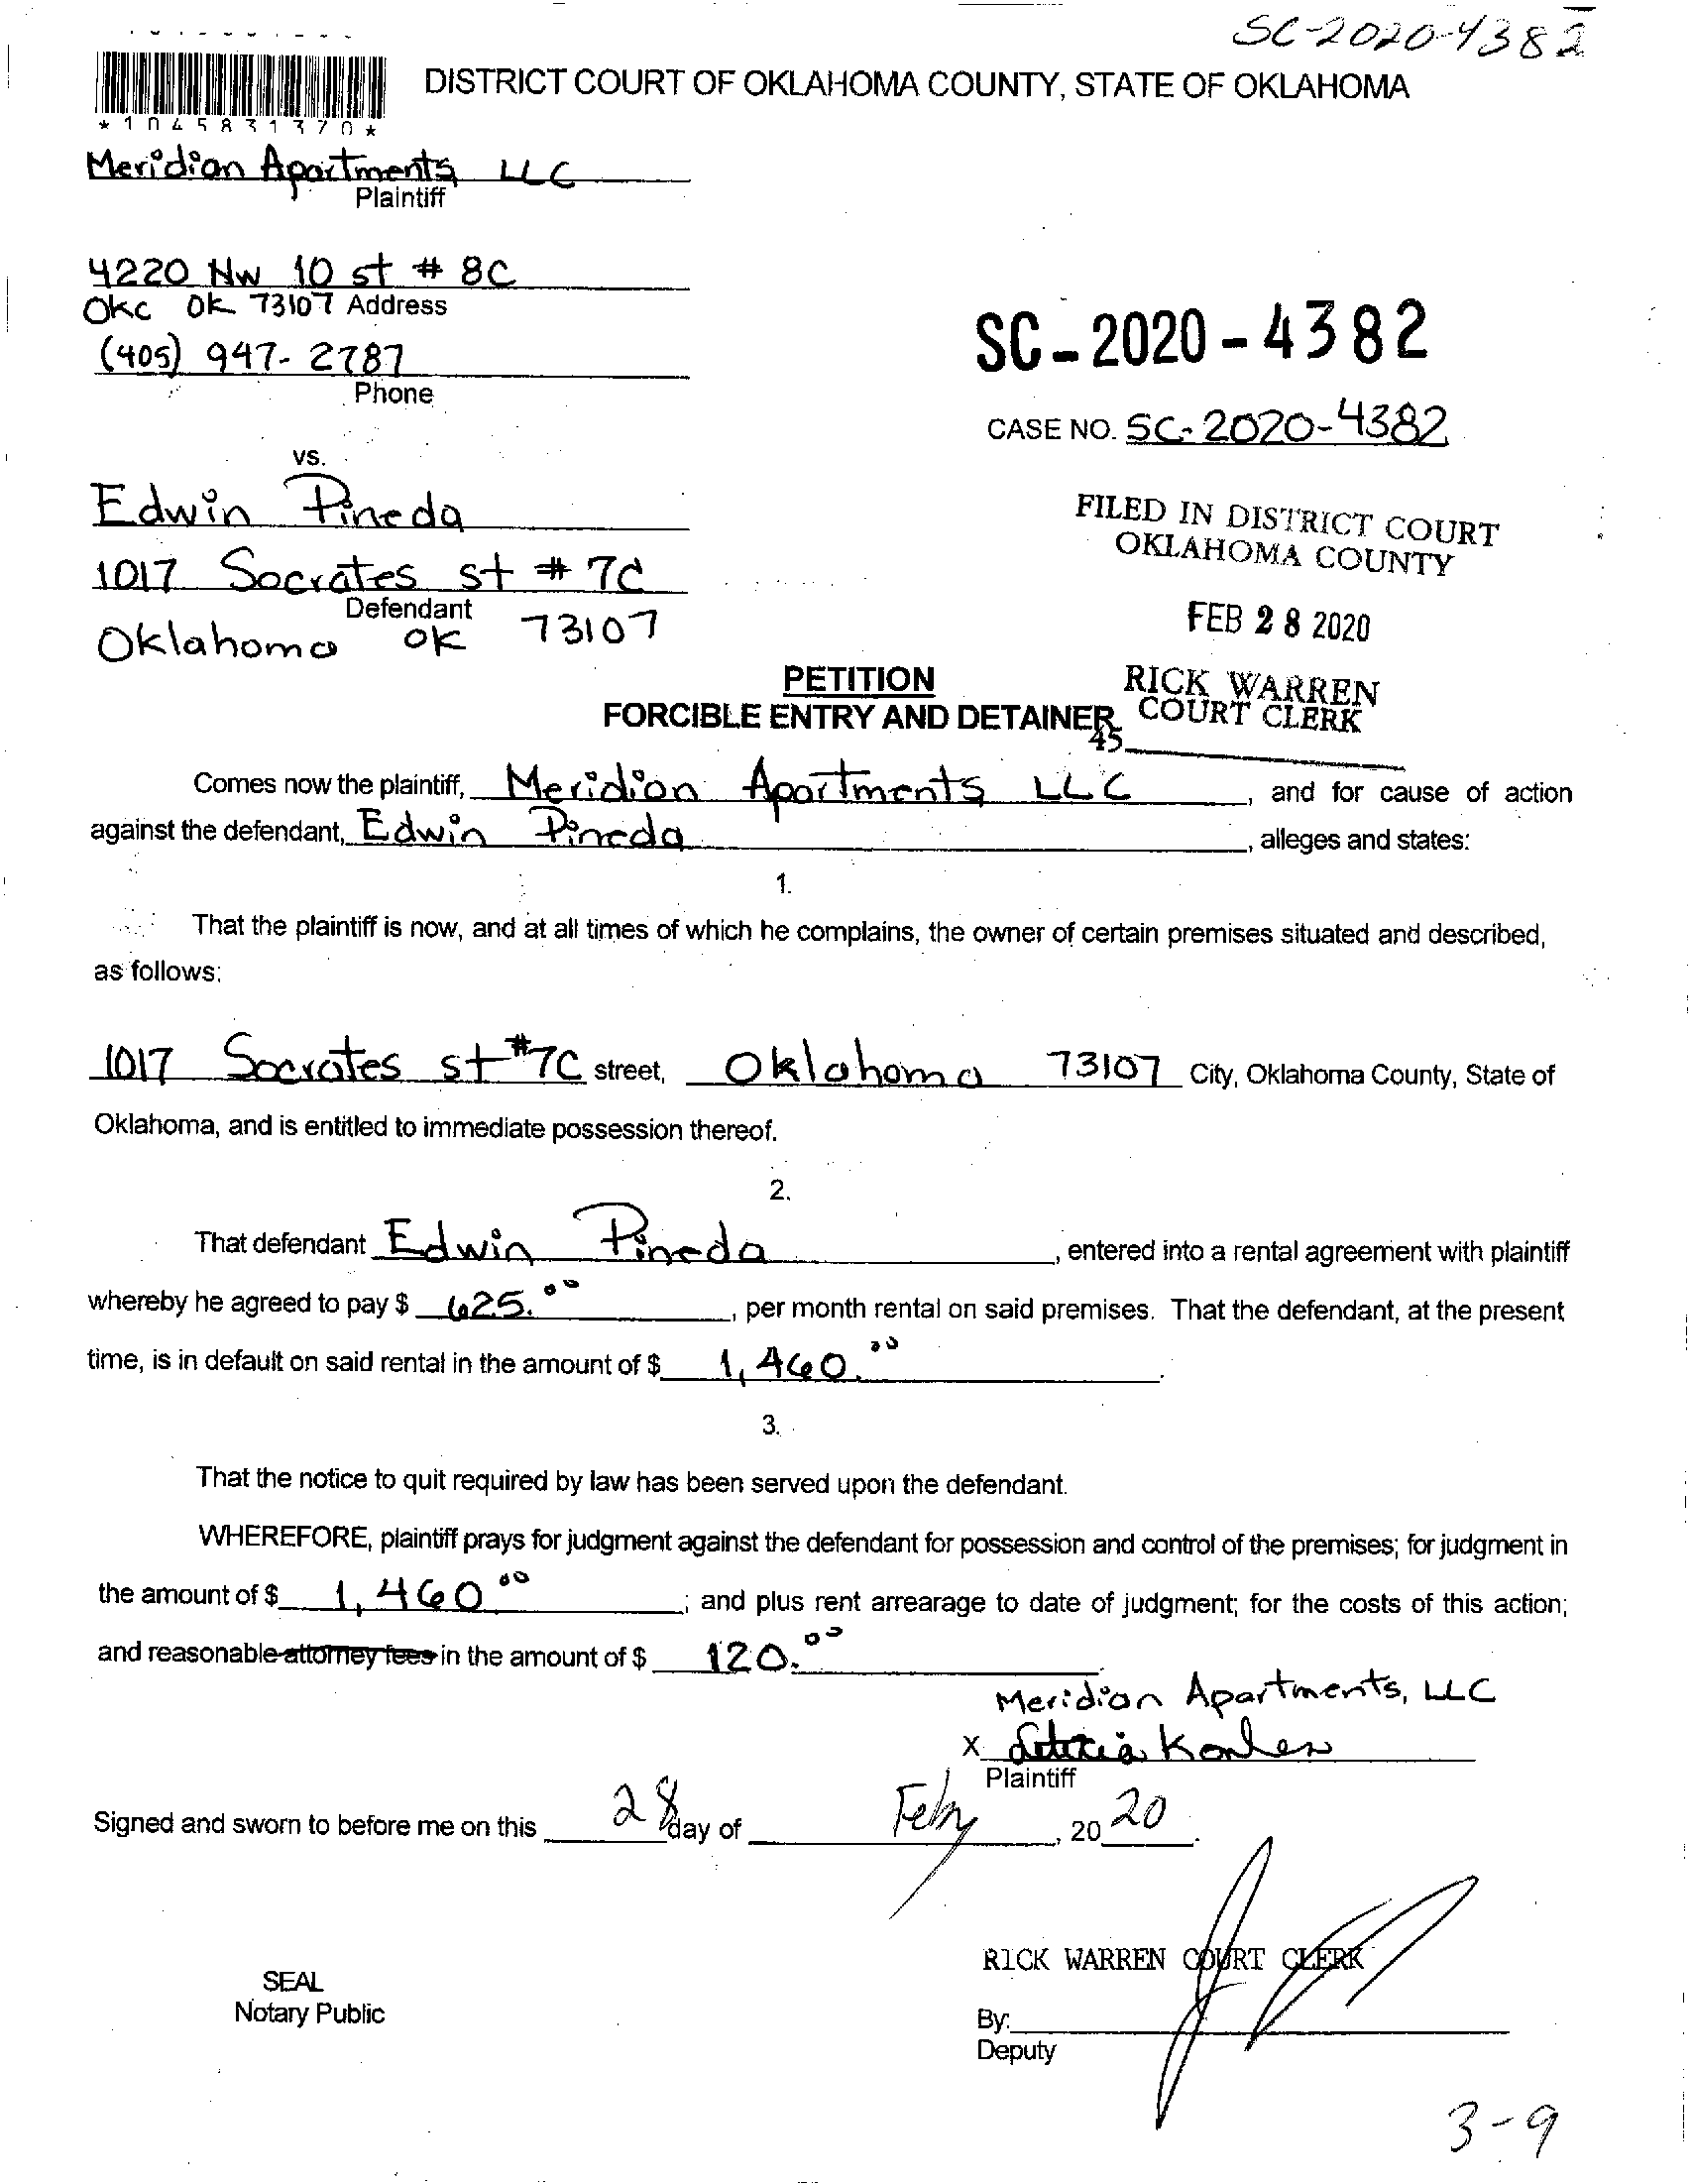 SC-2020-4382
DISTRICT COURT OF OKLAHOMA COUNTY, STATE OF OKLAHOMA
*1045831370*
Meridian Apartments LLC
Plaintiff
4220 NW 10 st # 8C
OKC OK 73107 Address
(405) 947-2787
Phone
SC-2020-4382
CASE NO. SC-2020-4382
vs.
Edwin Pineda
1017 Socrates st # 7C
Defendant
Oklahoma OK 73107
FILED IN DISTRICT COURT
OKLAHOMA COUNTY
FEB 28 2020
RICK WARREN
COURT CLERK
45
PETITION
FORCIBLE ENTRY AND DETAINER
Comes now the plaintiff, Meridian Apartments LLC, and for cause of action
against the defendant, Edwin Pineda, alleges and states:
1.
That the plaintiff is now, and at all times of which he complains, the owner of certain premises situated and described,
as follows:
1017 Socrates st #7C street, Oklahoma 73107 City, Oklahoma County, State of
Oklahoma, and is entitled to immediate possession thereof.
2.
That defendant Edwin Pineda, entered into a rental agreement with plaintiff
whereby he agreed to pay $ 625.00, per month rental on said premises. That the defendant, at the present
time, is in default on said rental in the amount of $ 1,460.00.
3.
That the notice to quit required by law has been served upon the defendant.
WHEREFORE, plaintiff prays for judgment against the defendant for possession and control of the premises; for judgment in
the amount of $ 1,460 00; and plus rent arrearage to date of judgment; for the costs of this action;
and reasonable attorney fees in the amount of $ 120.00
Meridian Apartments, LLC
X Leticia
Plaintiff
Signed and sworn to before me on this 28 day of Feby, 2020.
RICK WARREN COURT CLERK
SEAL
Notary Public
By:
Deputy
3-9